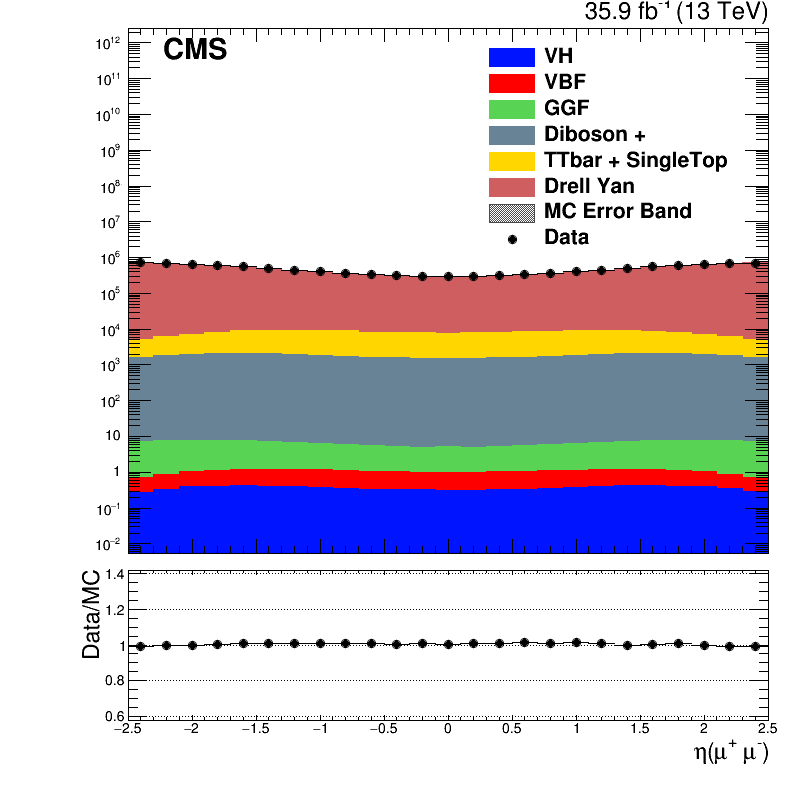 35.9 fb⁻¹ (13 TeV)
CMS
VH
VBF
GGF
Diboson +
TTbar + SingleTop
Drell Yan
MC Error Band
Data
10¹²
10¹¹
10¹⁰
10⁹
10⁸
10⁷
10⁶
10⁵
10⁴
10³
10²
10
1
10⁻¹
10⁻²
Data/MC
1.4
1.2
1
0.8
0.6
−2.5 −2 −1.5 −1 −0.5 0 0.5 1 1.5 2 2.5
η(μ⁺ μ⁻)